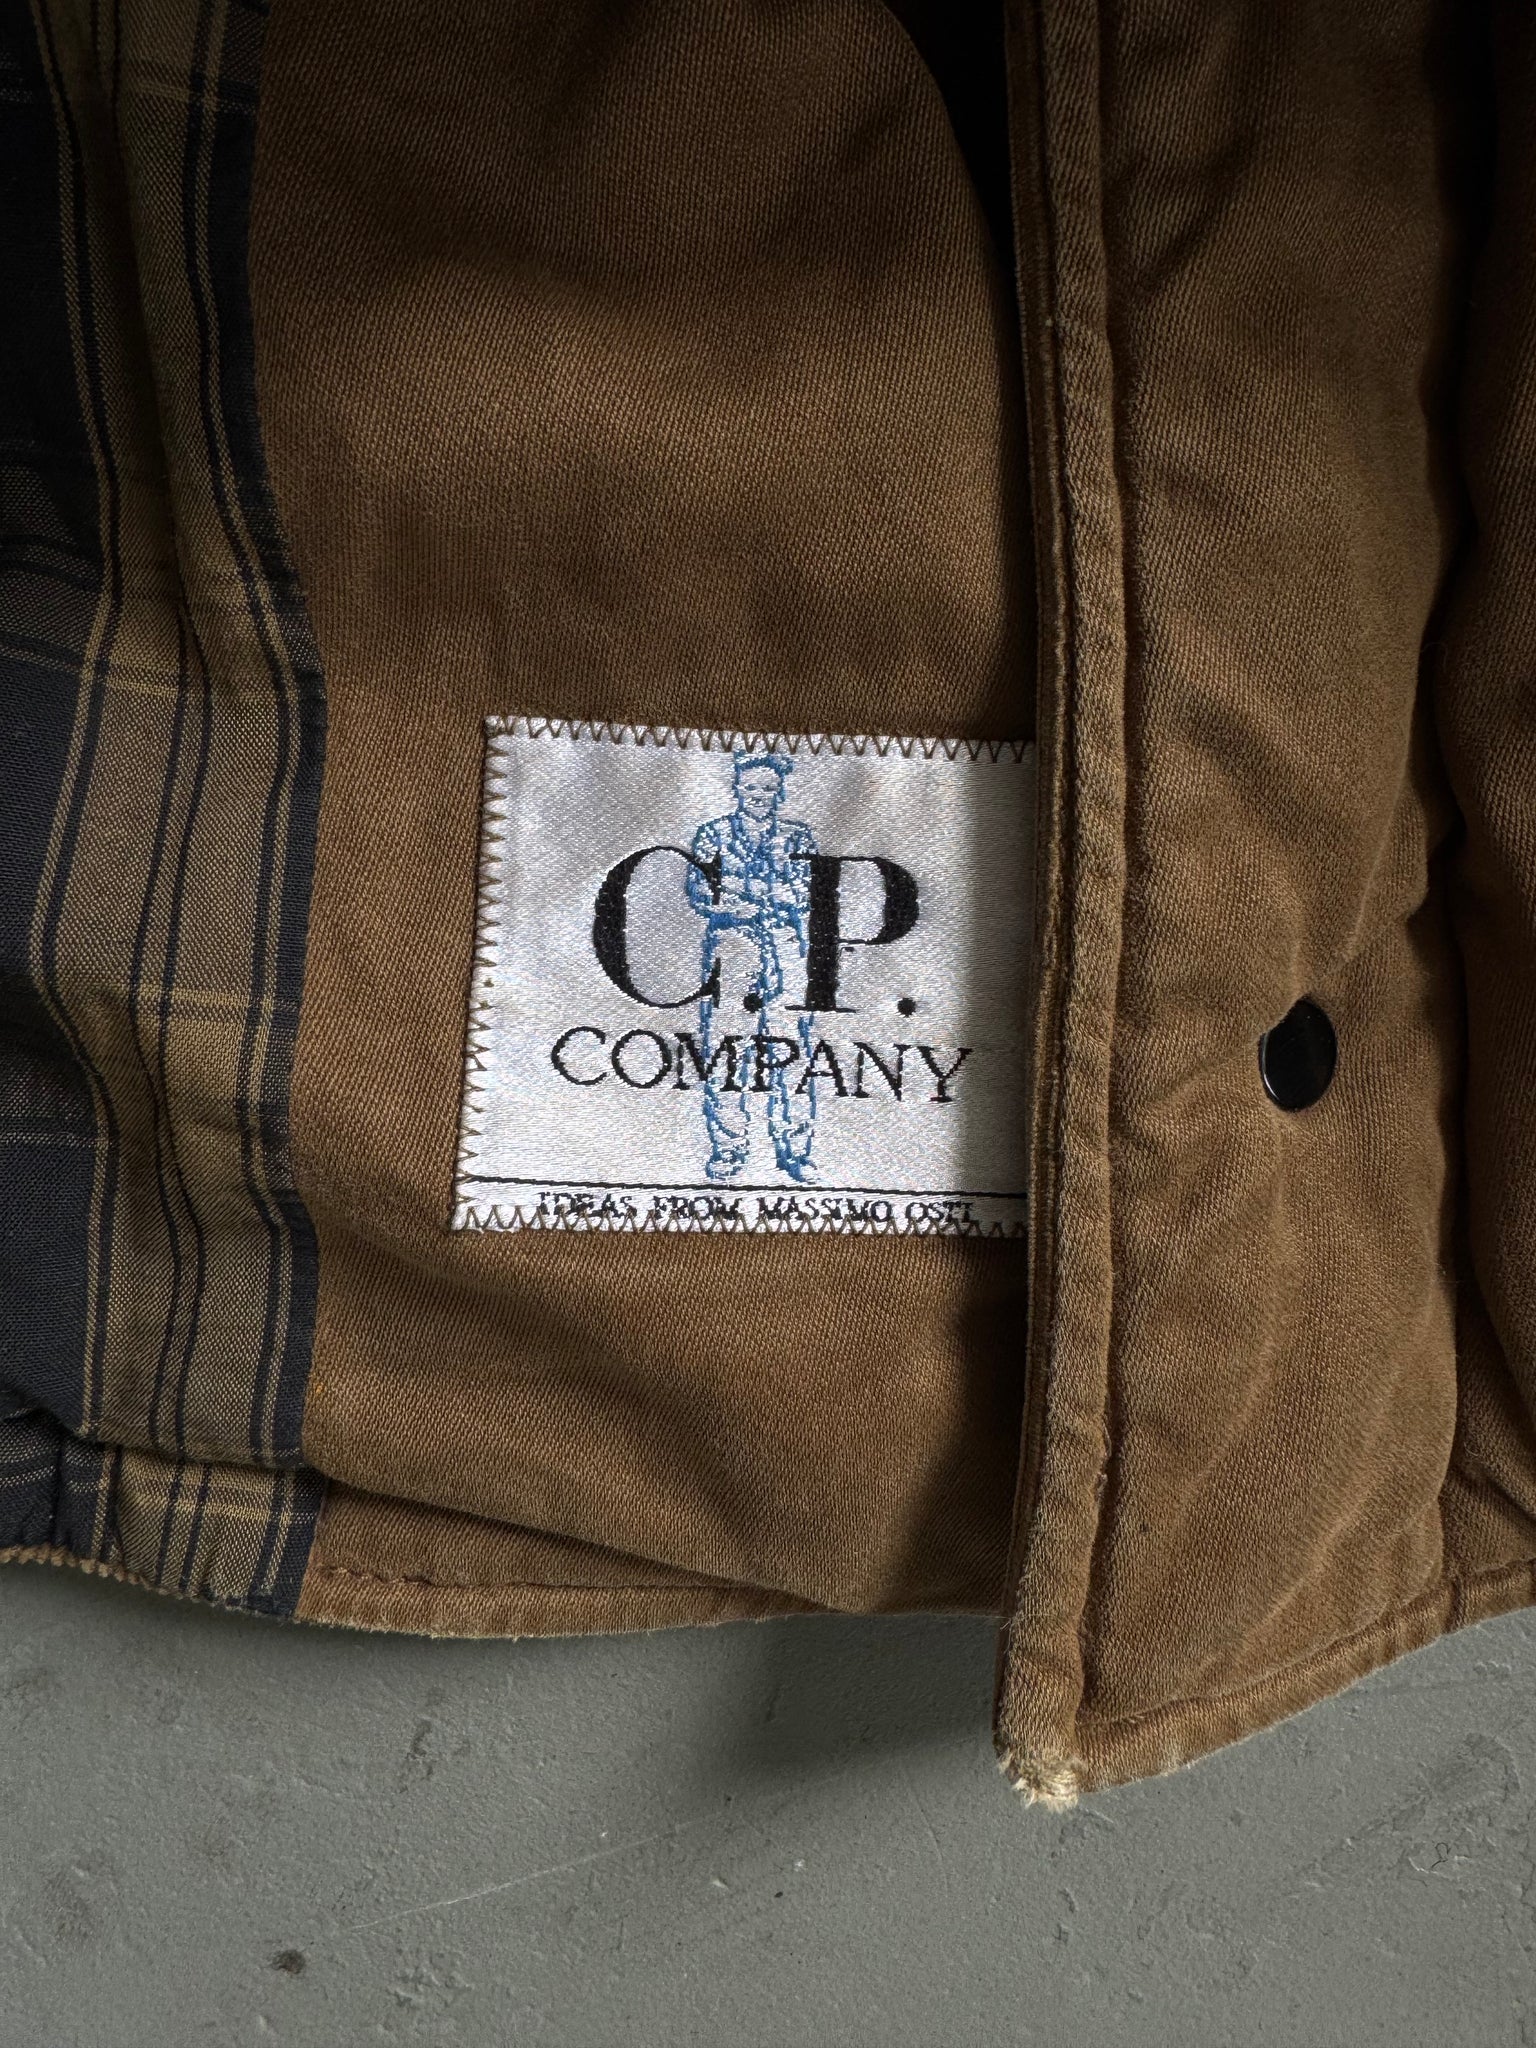 C.P.
COMPANY
IDEAS FROM MASSIMO OSTI